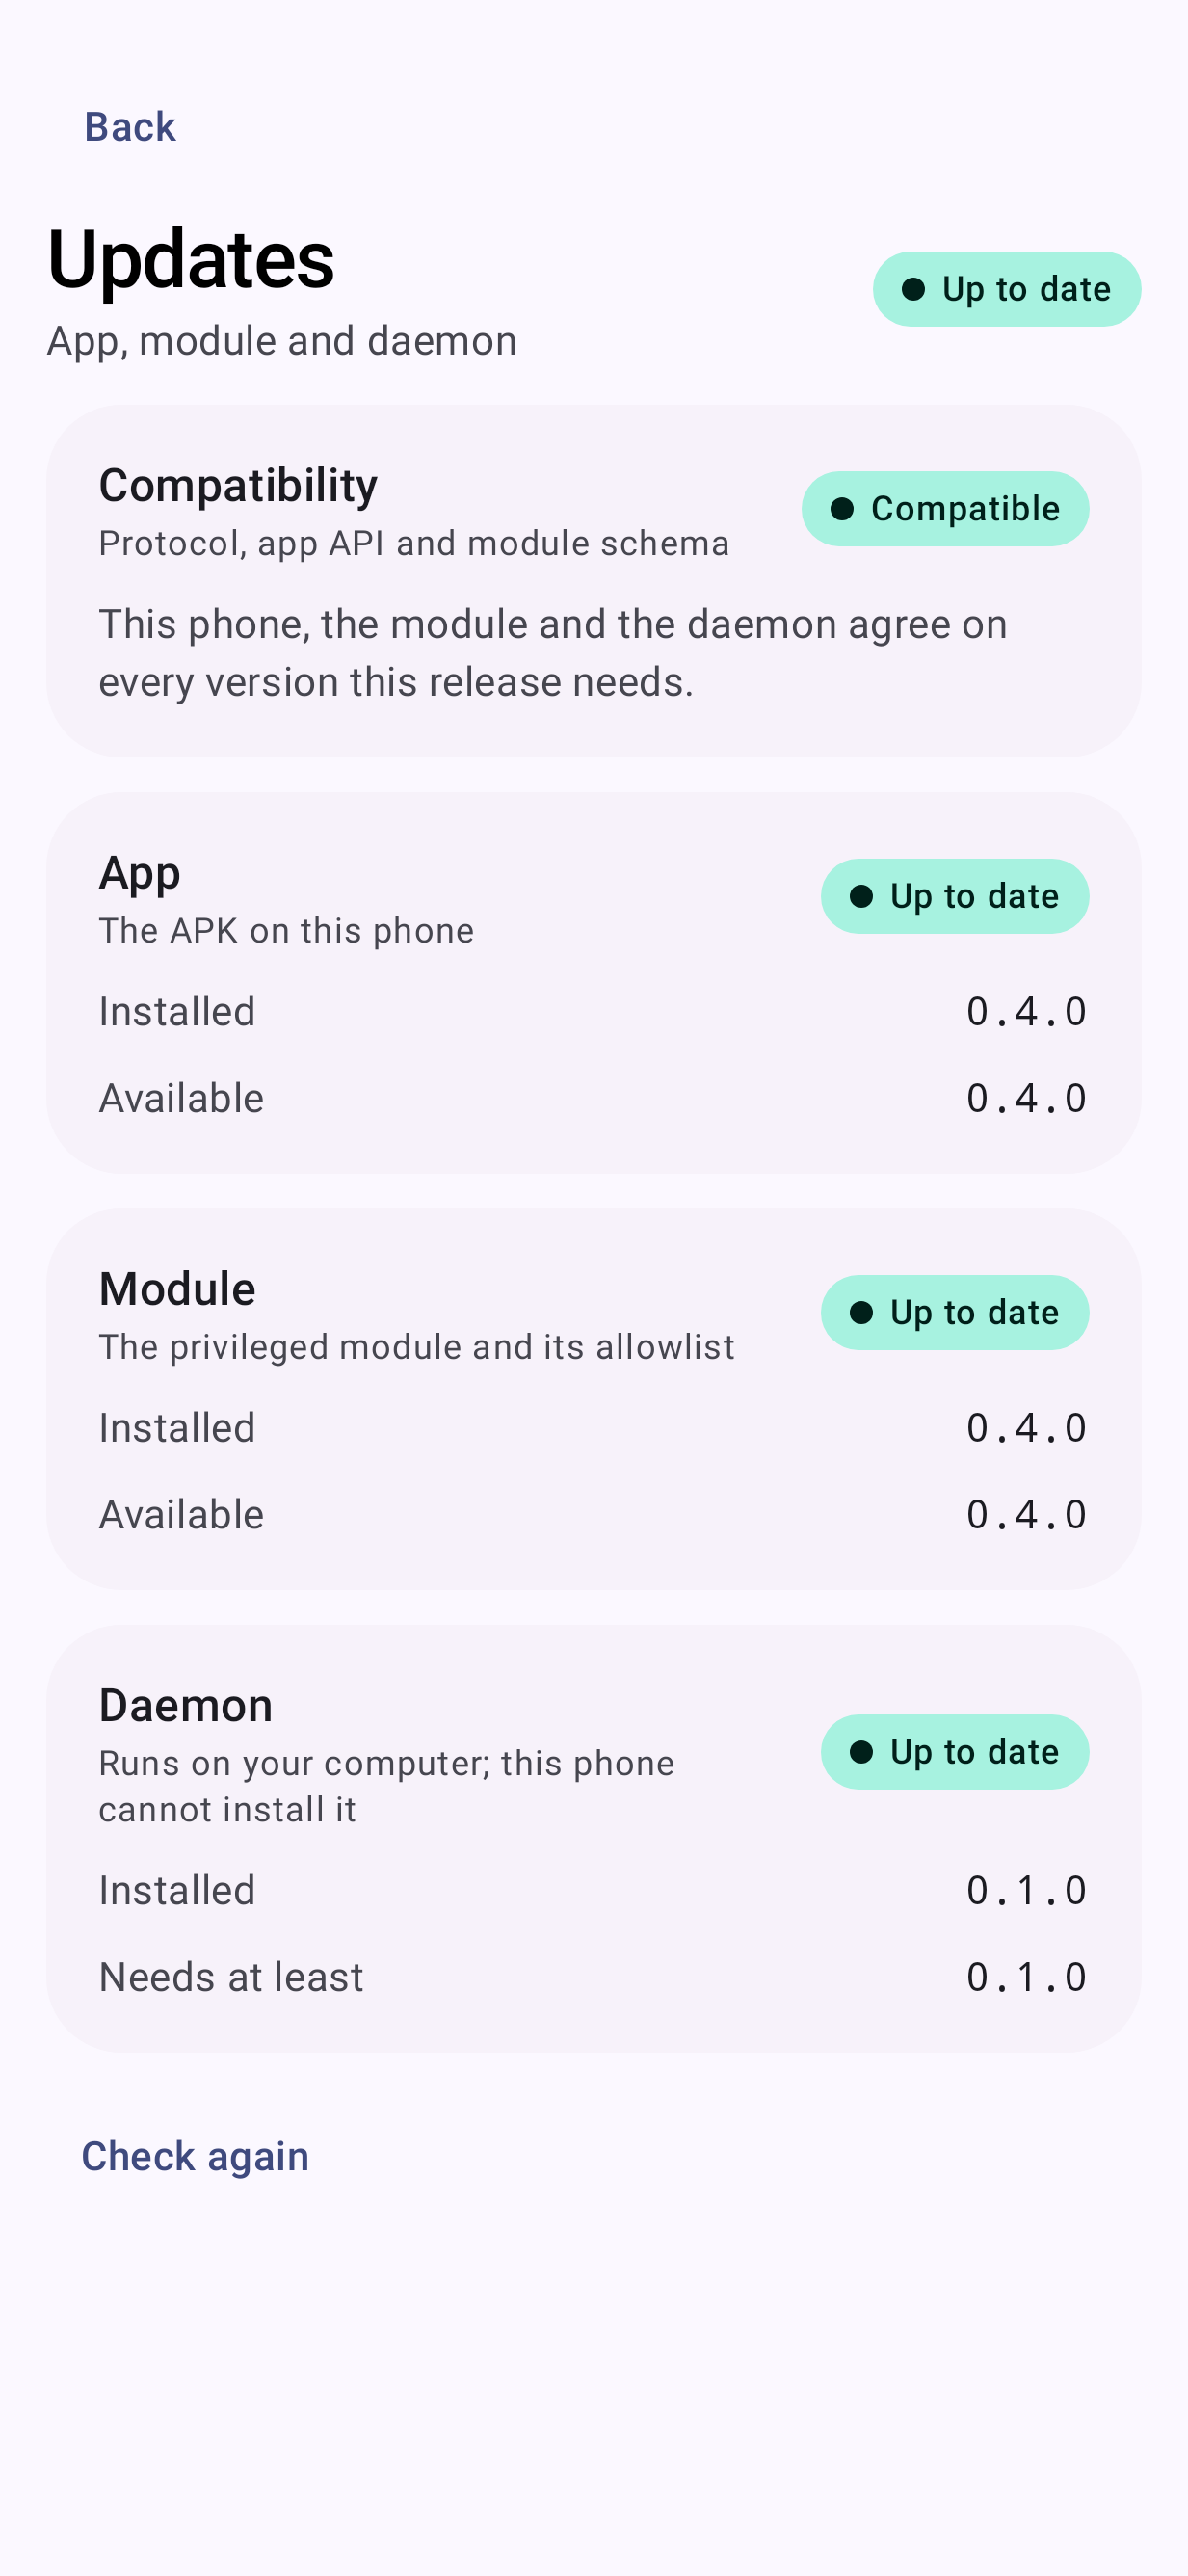 Back
Updates
App, module and daemon
Up to date
Compatibility
Protocol, app API and module schema
Compatible
This phone, the module and the daemon agree on
every version this release needs.
App
The APK on this phone
Up to date
Installed 0.4.0
Available 0.4.0
Module
The privileged module and its allowlist
Up to date
Installed 0.4.0
Available 0.4.0
Daemon
Runs on your computer; this phone
cannot install it
Up to date
Installed 0.1.0
Needs at least 0.1.0
Check again